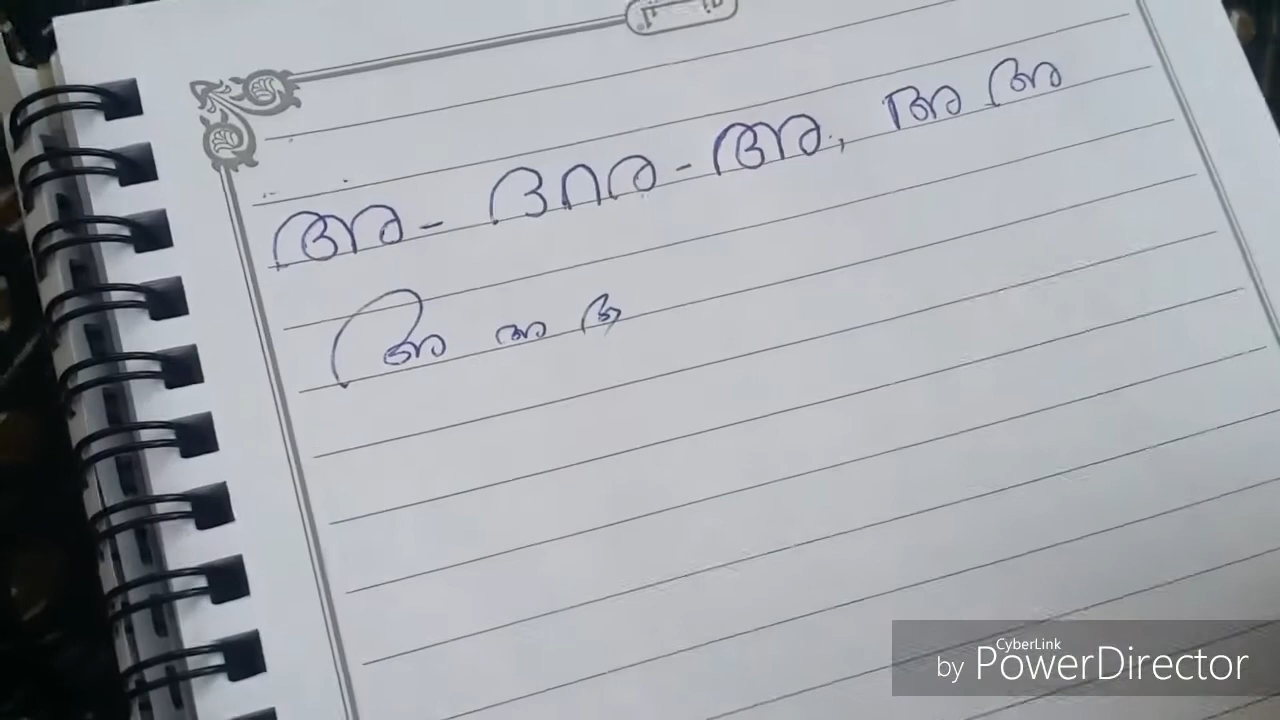 അ - ദ ന ര - അ, അ അ
അ അ അ
CyberLink
by PowerDirector